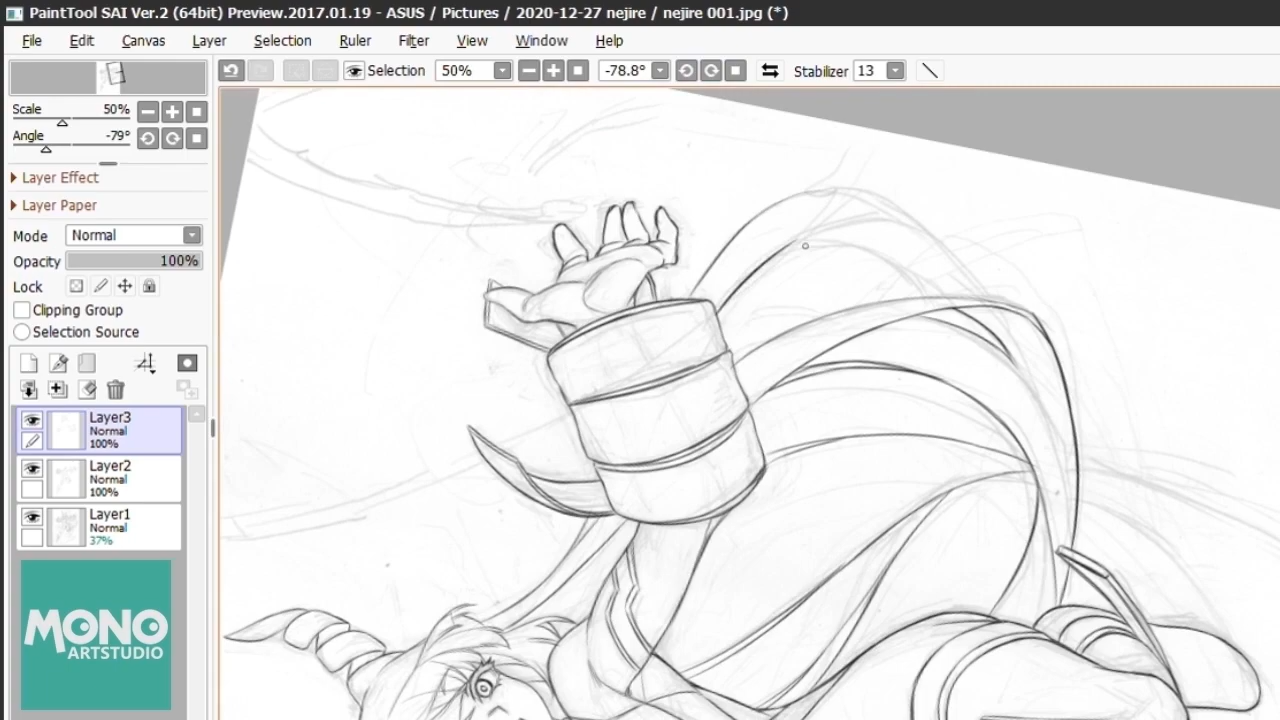 PaintTool SAI Ver.2 (64bit) Preview.2017.01.19 - ASUS / Pictures / 2020-12-27 nejire / nejire 001.jpg (*)
File Edit Canvas Layer Selection Ruler Filter View Window Help
Selection 50% -78.8° Stabilizer 13
Scale 50%
Angle -79°
Layer Effect
Layer Paper
Mode Normal
Opacity 100%
Lock
Clipping Group
Selection Source
Layer3
Normal
100%
Layer2
Normal
100%
Layer1
Normal
37%
MONO
ARTSTUDIO